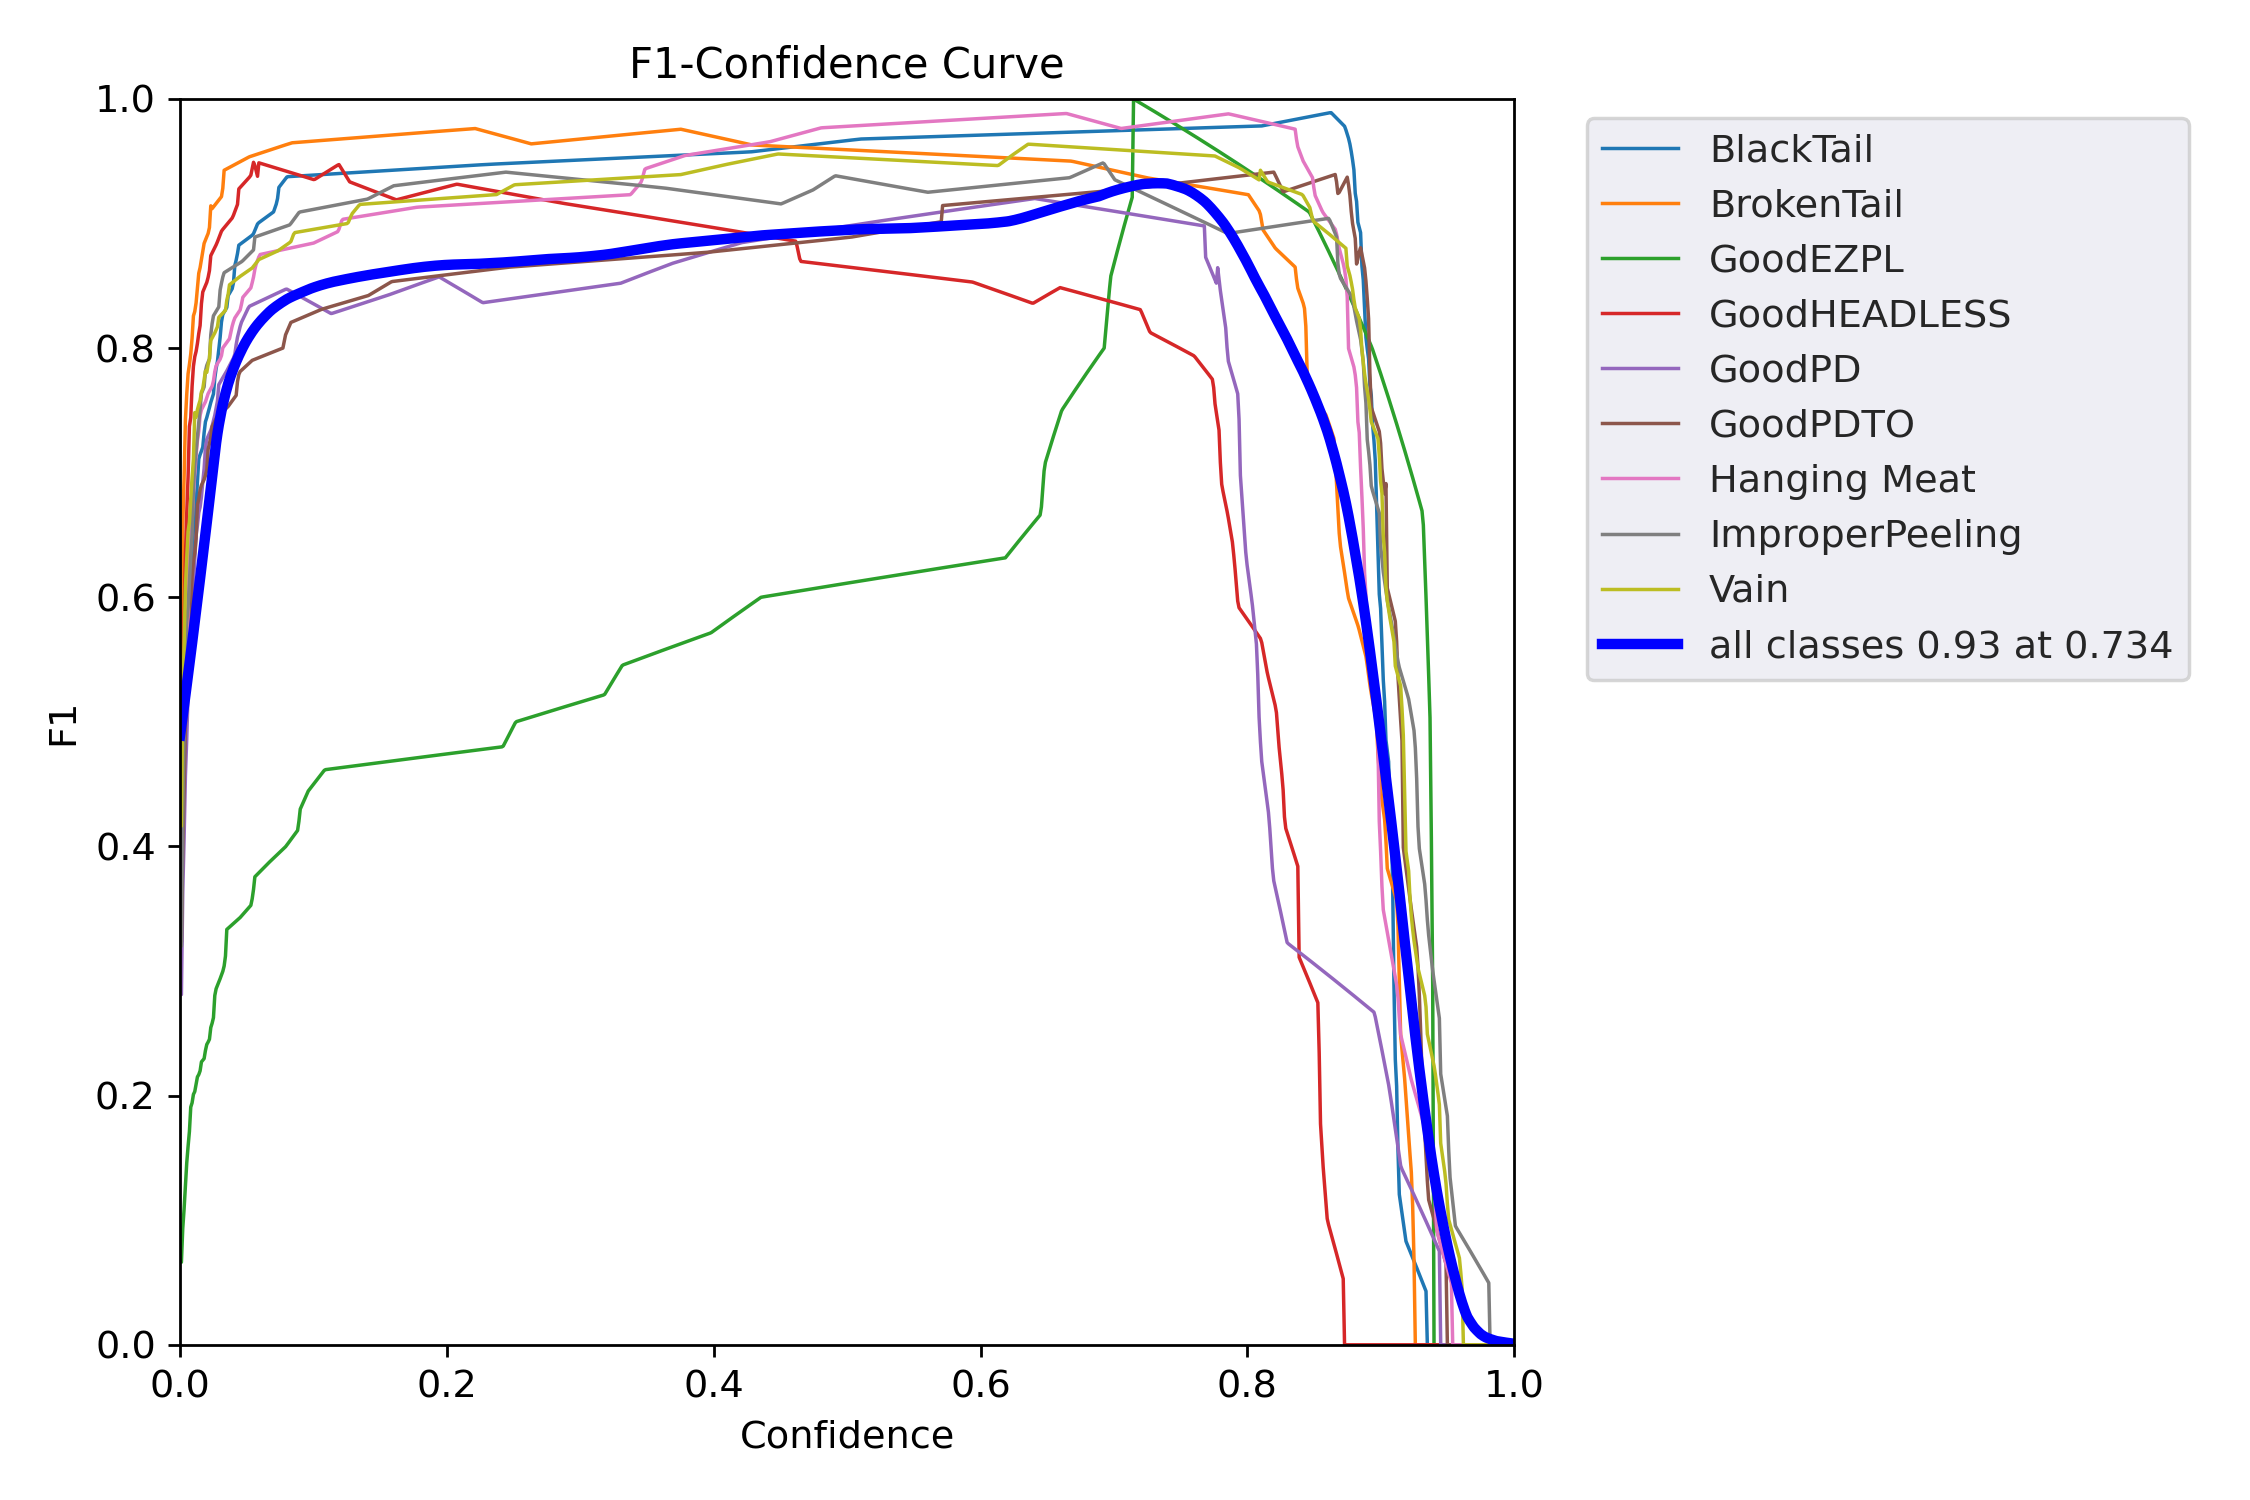 F1-Confidence Curve
1.0
0.8
0.6
0.4
0.2
0.0
F1
0.0 0.2 0.4 0.6 0.8 1.0
Confidence
BlackTail
BrokenTail
GoodEZPL
GoodHEADLESS
GoodPD
GoodPDTO
Hanging Meat
ImproperPeeling
Vain
all classes 0.93 at 0.734